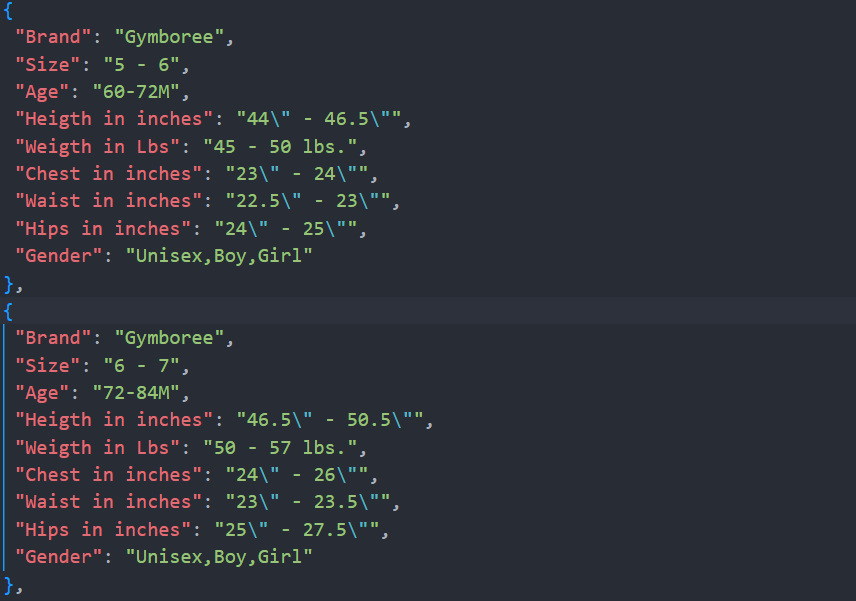 {
"Brand": "Gymboree",
"Size": "5 - 6",
"Age": "60-72M",
"Heigth in inches": "44\" - 46.5\"",
"Weigth in Lbs": "45 - 50 lbs.",
"Chest in inches": "23\" - 24\"",
"Waist in inches": "22.5\" - 23\"",
"Hips in inches": "24\" - 25\"",
"Gender": "Unisex,Boy,Girl"
},
{
"Brand": "Gymboree",
"Size": "6 - 7",
"Age": "72-84M",
"Heigth in inches": "46.5\" - 50.5\"",
"Weigth in Lbs": "50 - 57 lbs.",
"Chest in inches": "24\" - 26\"",
"Waist in inches": "23\" - 23.5\"",
"Hips in inches": "25\" - 27.5\"",
"Gender": "Unisex,Boy,Girl"
},